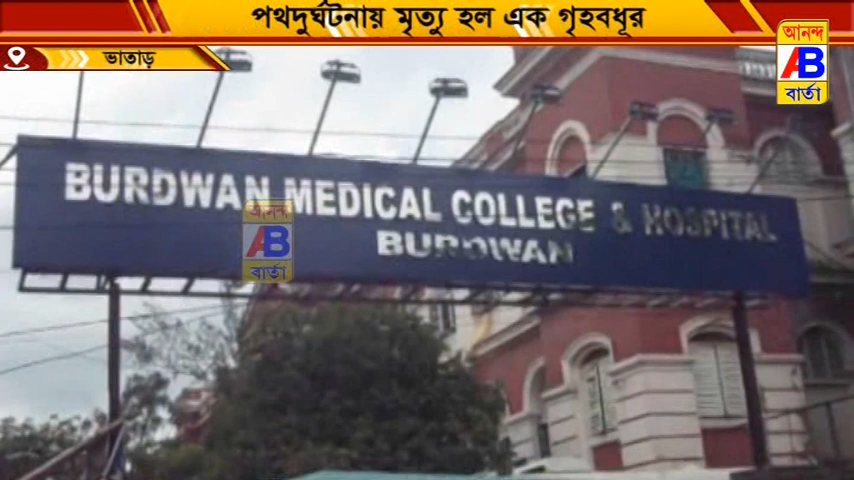 পথদুর্ঘটনায় মৃত্যু হল এক গৃহবধূর
ভাতাড়
আনন্দ
AB
বার্তা
BURDWAN MEDICAL COLLEGE & HOSPITAL
BURDWAN
আনন্দ
AB
বার্তা